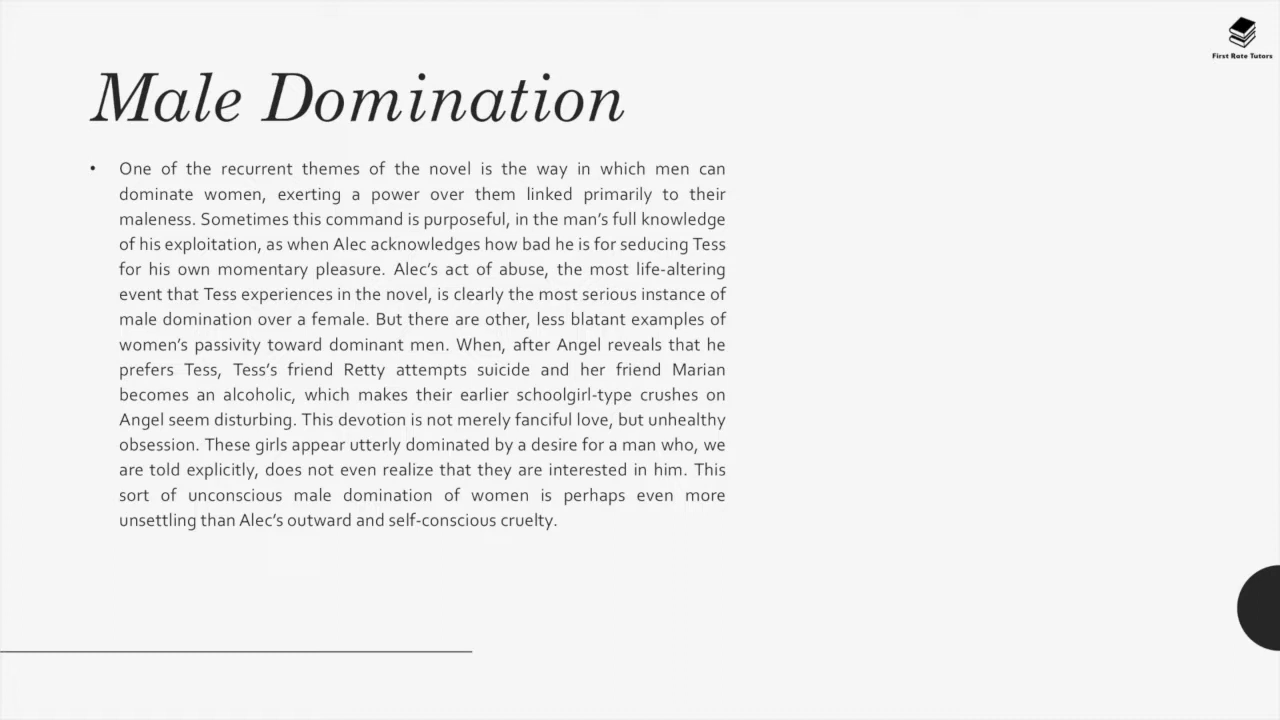 First Rate Tutors
Male Domination
• One of the recurrent themes of the novel is the way in which men can
dominate women, exerting a power over them linked primarily to their
maleness. Sometimes this command is purposeful, in the man’s full knowledge
of his exploitation, as when Alec acknowledges how bad he is for seducing Tess
for his own momentary pleasure. Alec’s act of abuse, the most life-altering
event that Tess experiences in the novel, is clearly the most serious instance of
male domination over a female. But there are other, less blatant examples of
women’s passivity toward dominant men. When, after Angel reveals that he
prefers Tess, Tess’s friend Retty attempts suicide and her friend Marian
becomes an alcoholic, which makes their earlier schoolgirl-type crushes on
Angel seem disturbing. This devotion is not merely fanciful love, but unhealthy
obsession. These girls appear utterly dominated by a desire for a man who, we
are told explicitly, does not even realize that they are interested in him. This
sort of unconscious male domination of women is perhaps even more
unsettling than Alec’s outward and self-conscious cruelty.